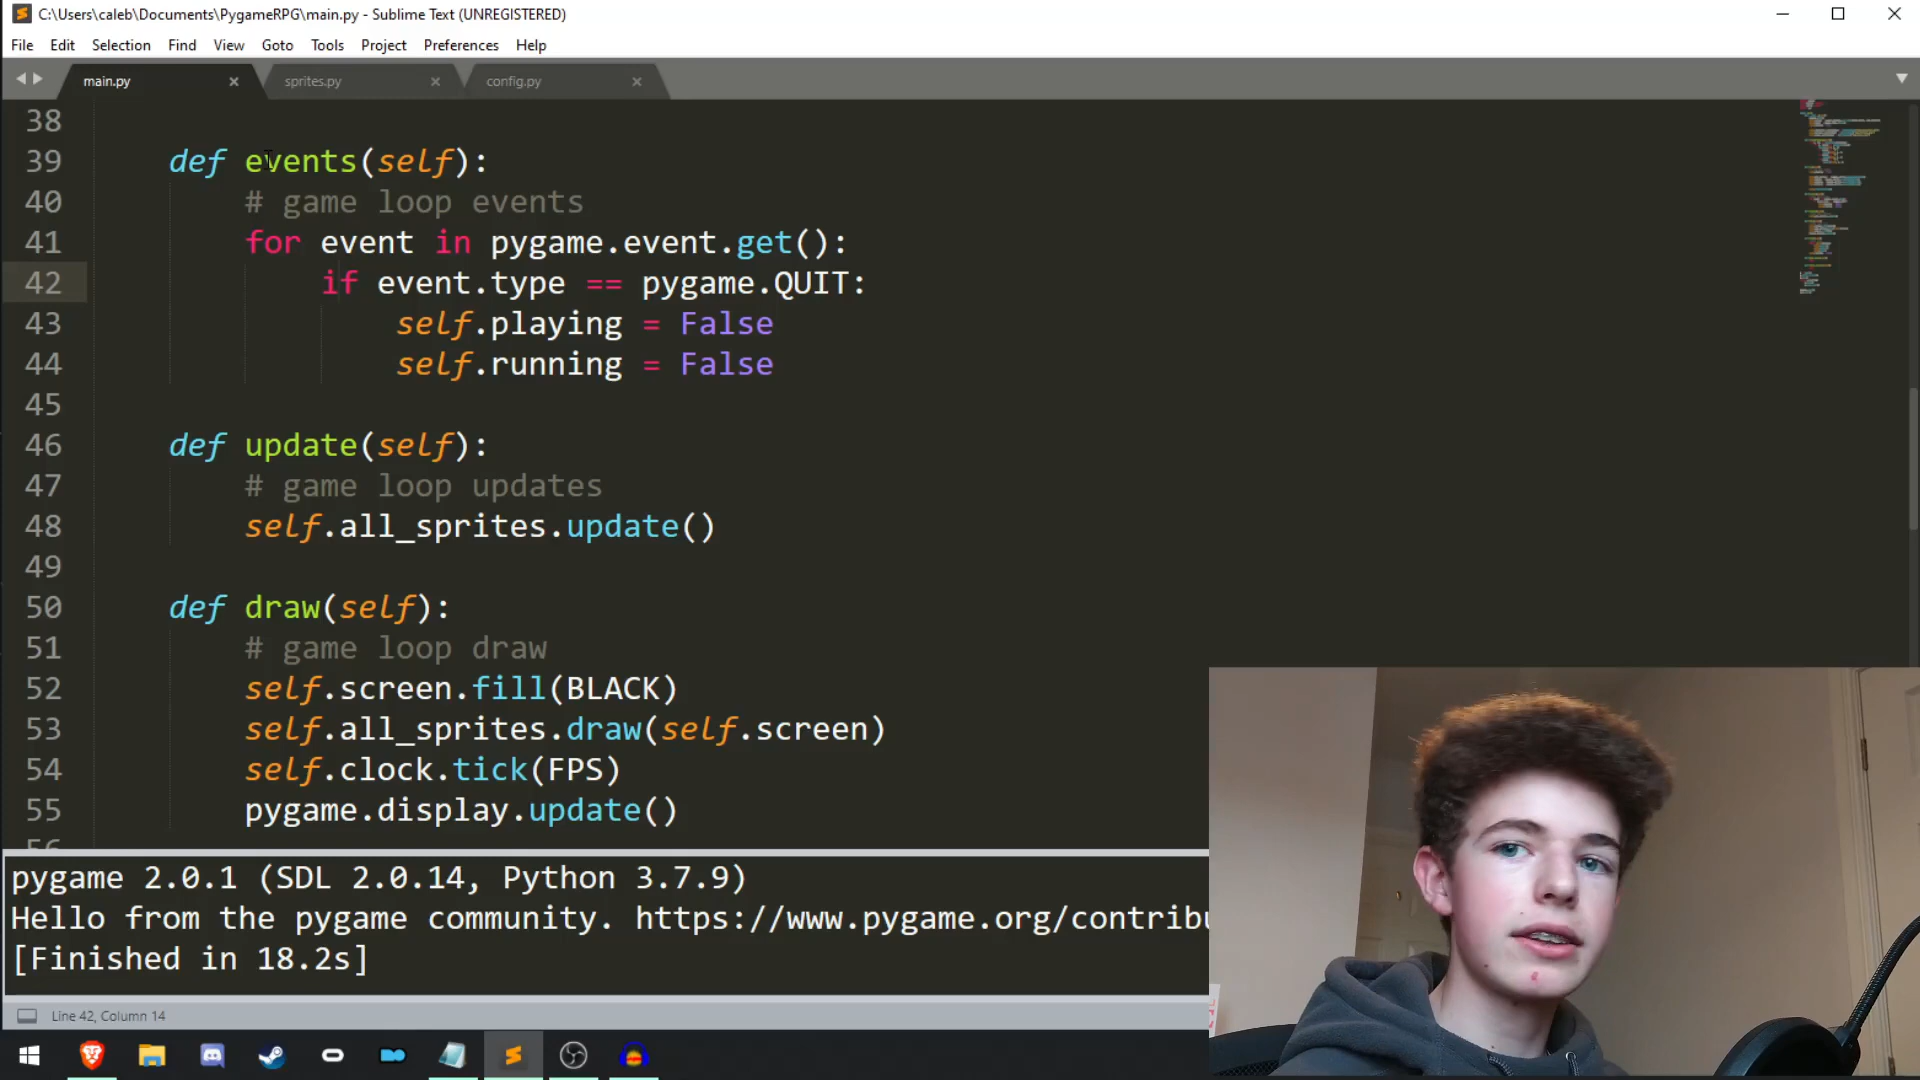 C:\Users\caleb\Documents\PygameRPG\main.py - Sublime Text (UNREGISTERED)
File Edit Selection Find View Goto Tools Project Preferences Help
main.py sprites.py config.py
38
39 def events(self):
40 # game loop events
41 for event in pygame.event.get():
42 if event.type == pygame.QUIT:
43 self.playing = False
44 self.running = False
45
46 def update(self):
47 # game loop updates
48 self.all_sprites.update()
49
50 def draw(self):
51 # game loop draw
52 self.screen.fill(BLACK)
53 self.all_sprites.draw(self.screen)
54 self.clock.tick(FPS)
55 pygame.display.update()
56
pygame 2.0.1 (SDL 2.0.14, Python 3.7.9)
Hello from the pygame community. https://www.pygame.org/contribu
[Finished in 18.2s]
Line 42, Column 14